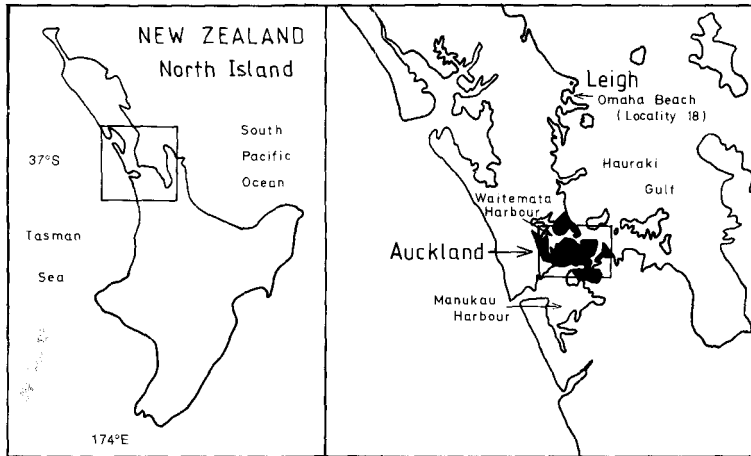 NEW ZEALAND
North Island
South
Pacific
Ocean
37°S
Tasman
Sea
174°E
Leigh
Omaha Beach
(Locality 18)
Hauraki
Gulf
Waitemata
Harbour
Auckland
Manukau
Harbour